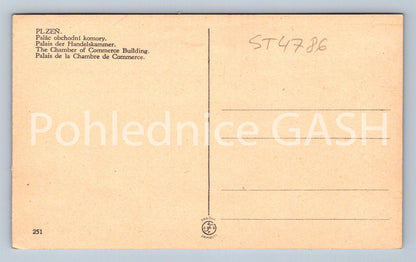 PLZEŇ.
Palác obchodní komory.
Palais der Handelskammer.
The Chamber of Commerce Building.
Palais de la Chambre de Commerce.
ST4786
Pohlednice GASH
251